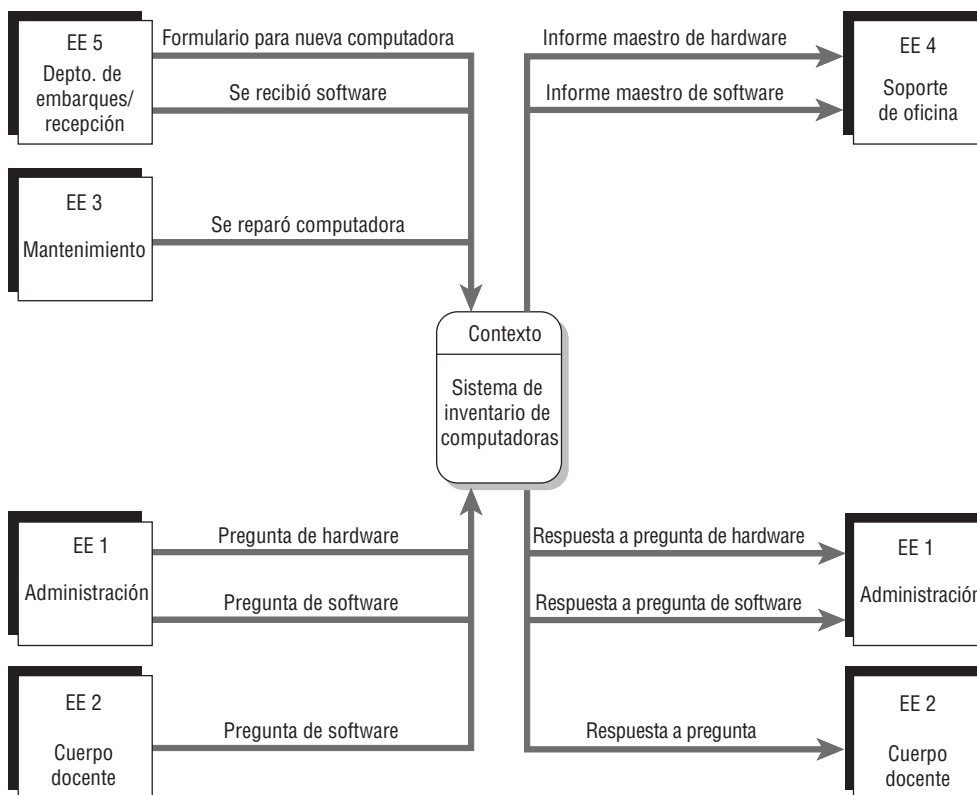 EE 5
Depto. de
embarques/
recepción
Formulario para nueva computadora
Se recibió software
Informe maestro de hardware
Informe maestro de software
EE 4
Soporte
de oficina
EE 3
Mantenimiento
Se reparó computadora
Contexto
Sistema de
inventario de
computadoras
EE 1
Administración
Pregunta de hardware
Pregunta de software
Respuesta a pregunta de hardware
Respuesta a pregunta de software
EE 1
Administración
EE 2
Cuerpo
docente
Pregunta de software
Respuesta a pregunta
EE 2
Cuerpo
docente